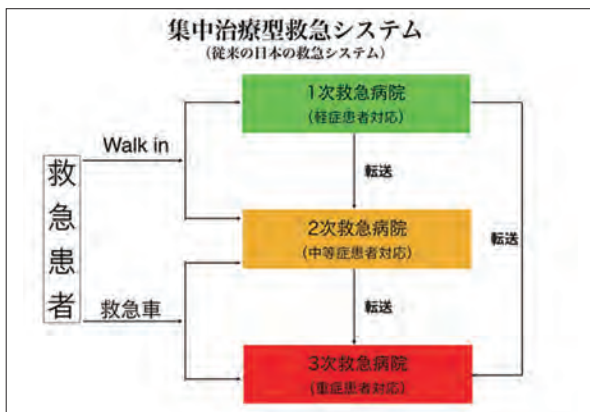 集中治療型救急システム
(従来の日本の救急システム)
1次救急病院
(軽症患者対応)
Walk in
転送
救急患者
2次救急病院
(中等症患者対応)
転送
救急車
転送
3次救急病院
(重症患者対応)